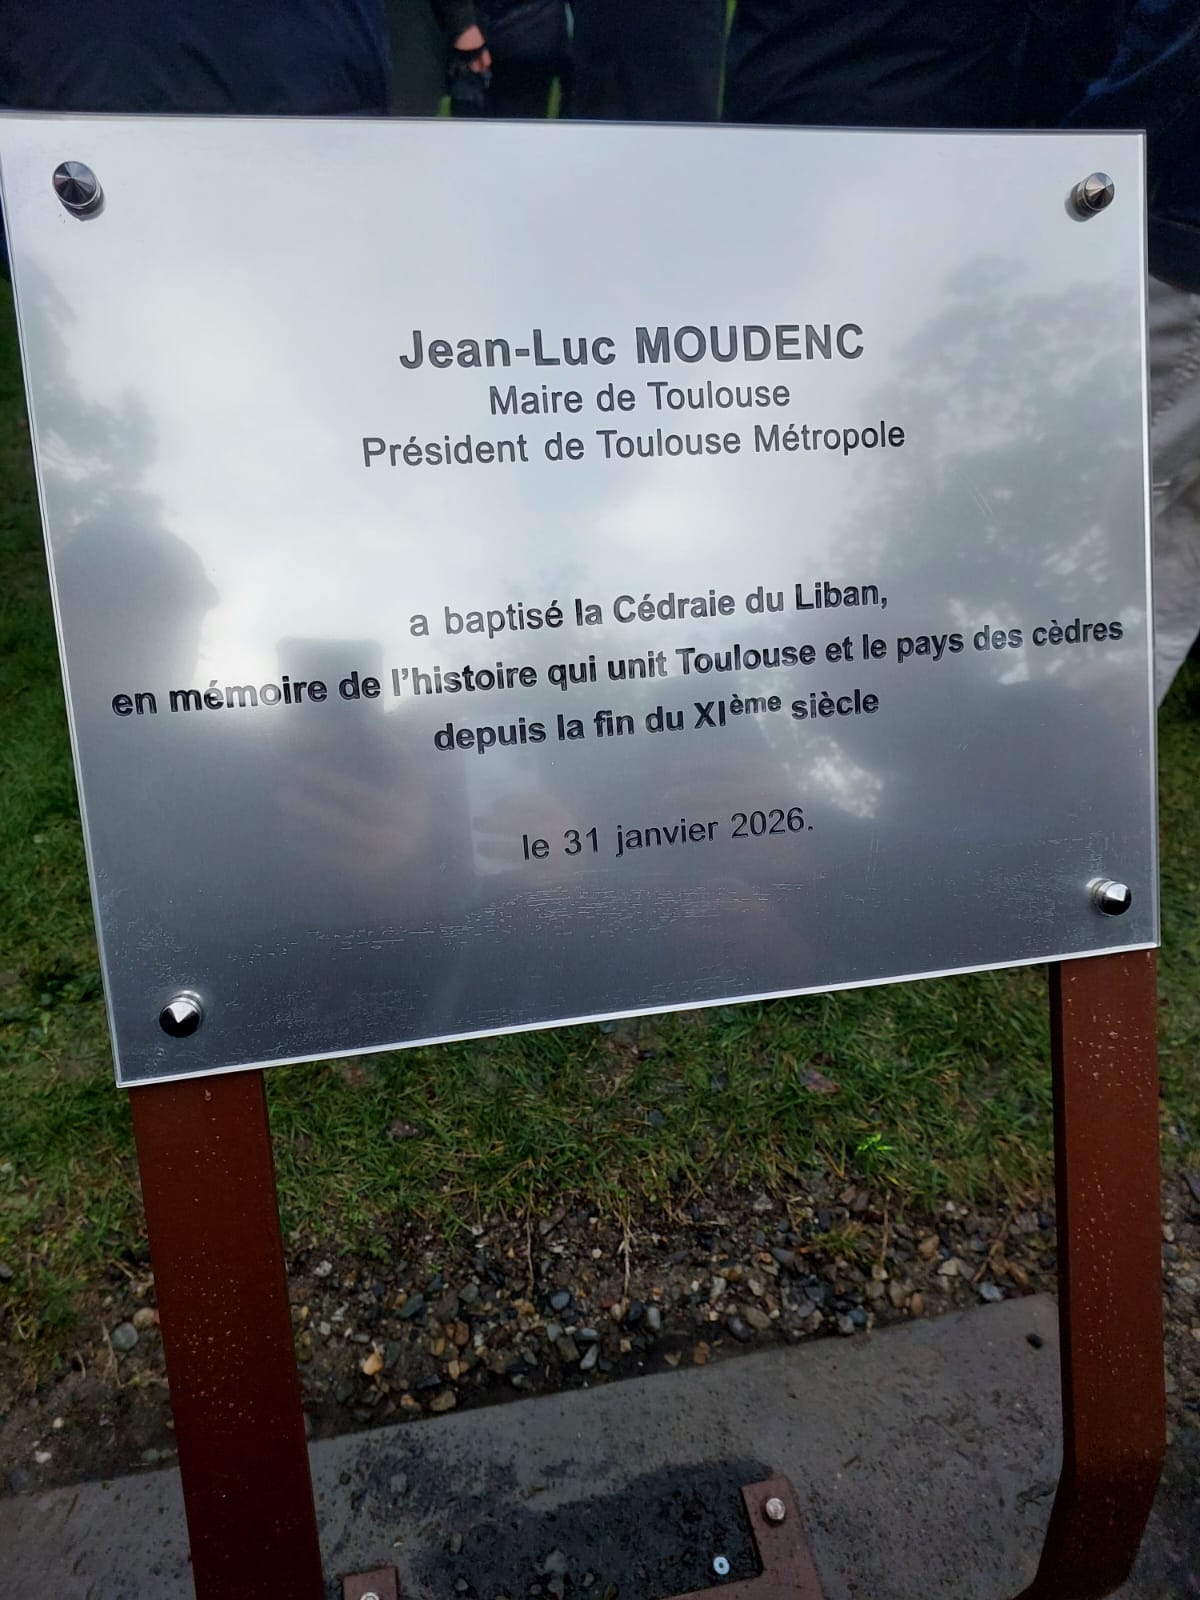 Jean-Luc MOUDENC
Maire de Toulouse
Président de Toulouse Métropole
a baptisé la Cédraie du Liban,
en mémoire de l'histoire qui unit Toulouse et le pays des cèdres
depuis la fin du XIème siècle
le 31 janvier 2026.